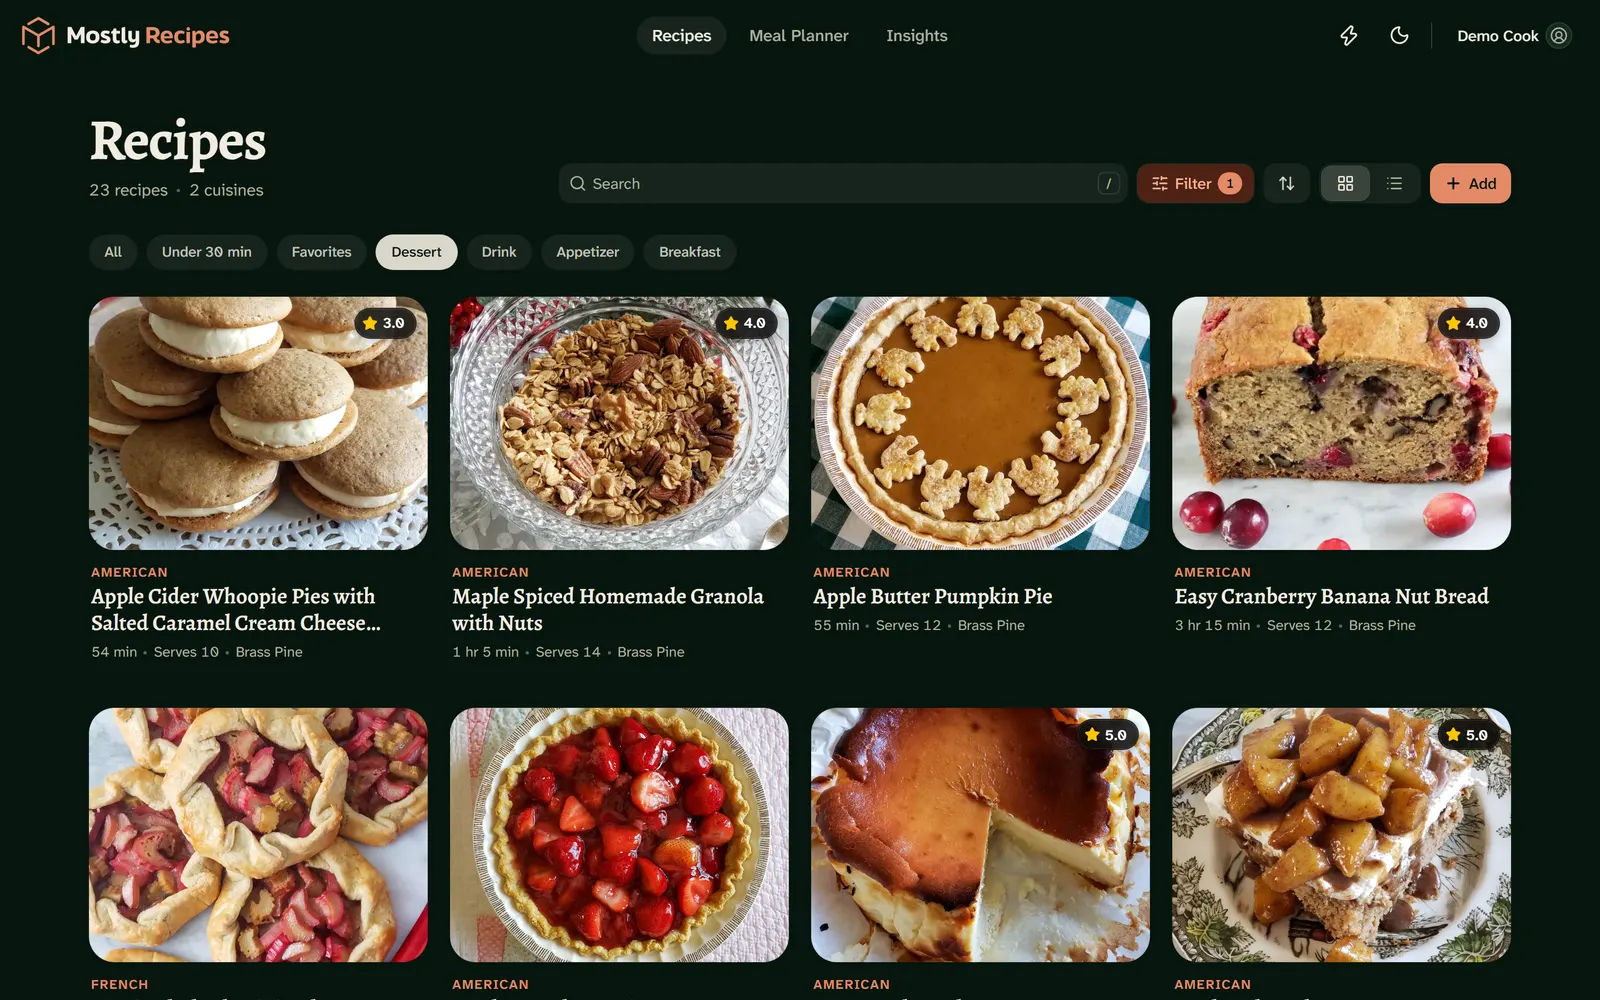 Mostly Recipes
Recipes
Meal Planner
Insights
Demo Cook
Recipes
23 recipes • 2 cuisines
Search
/
Filter 1
+ Add
All
Under 30 min
Favorites
Dessert
Drink
Appetizer
Breakfast
3.0
4.0
4.0
AMERICAN
Apple Cider Whoopie Pies with
Salted Caramel Cream Cheese...
54 min • Serves 10 • Brass Pine
AMERICAN
Maple Spiced Homemade Granola
with Nuts
1 hr 5 min • Serves 14 • Brass Pine
AMERICAN
Apple Butter Pumpkin Pie
55 min • Serves 12 • Brass Pine
AMERICAN
Easy Cranberry Banana Nut Bread
3 hr 15 min • Serves 12 • Brass Pine
5.0
5.0
FRENCH
AMERICAN
AMERICAN
AMERICAN